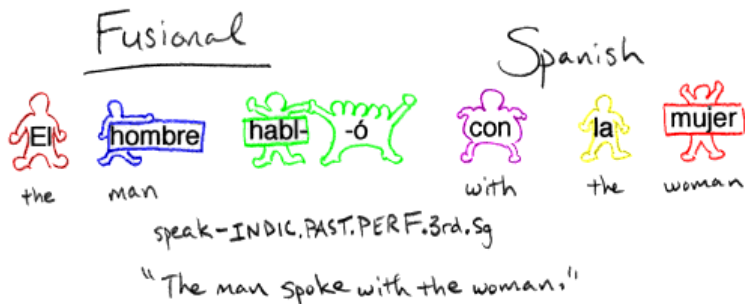 Fusional Spanish
El hombre habl- -ó con la mujer
the man with the woman
speak-INDIC.PAST.PERF.3rd.Sg
"The man spoke with the woman."